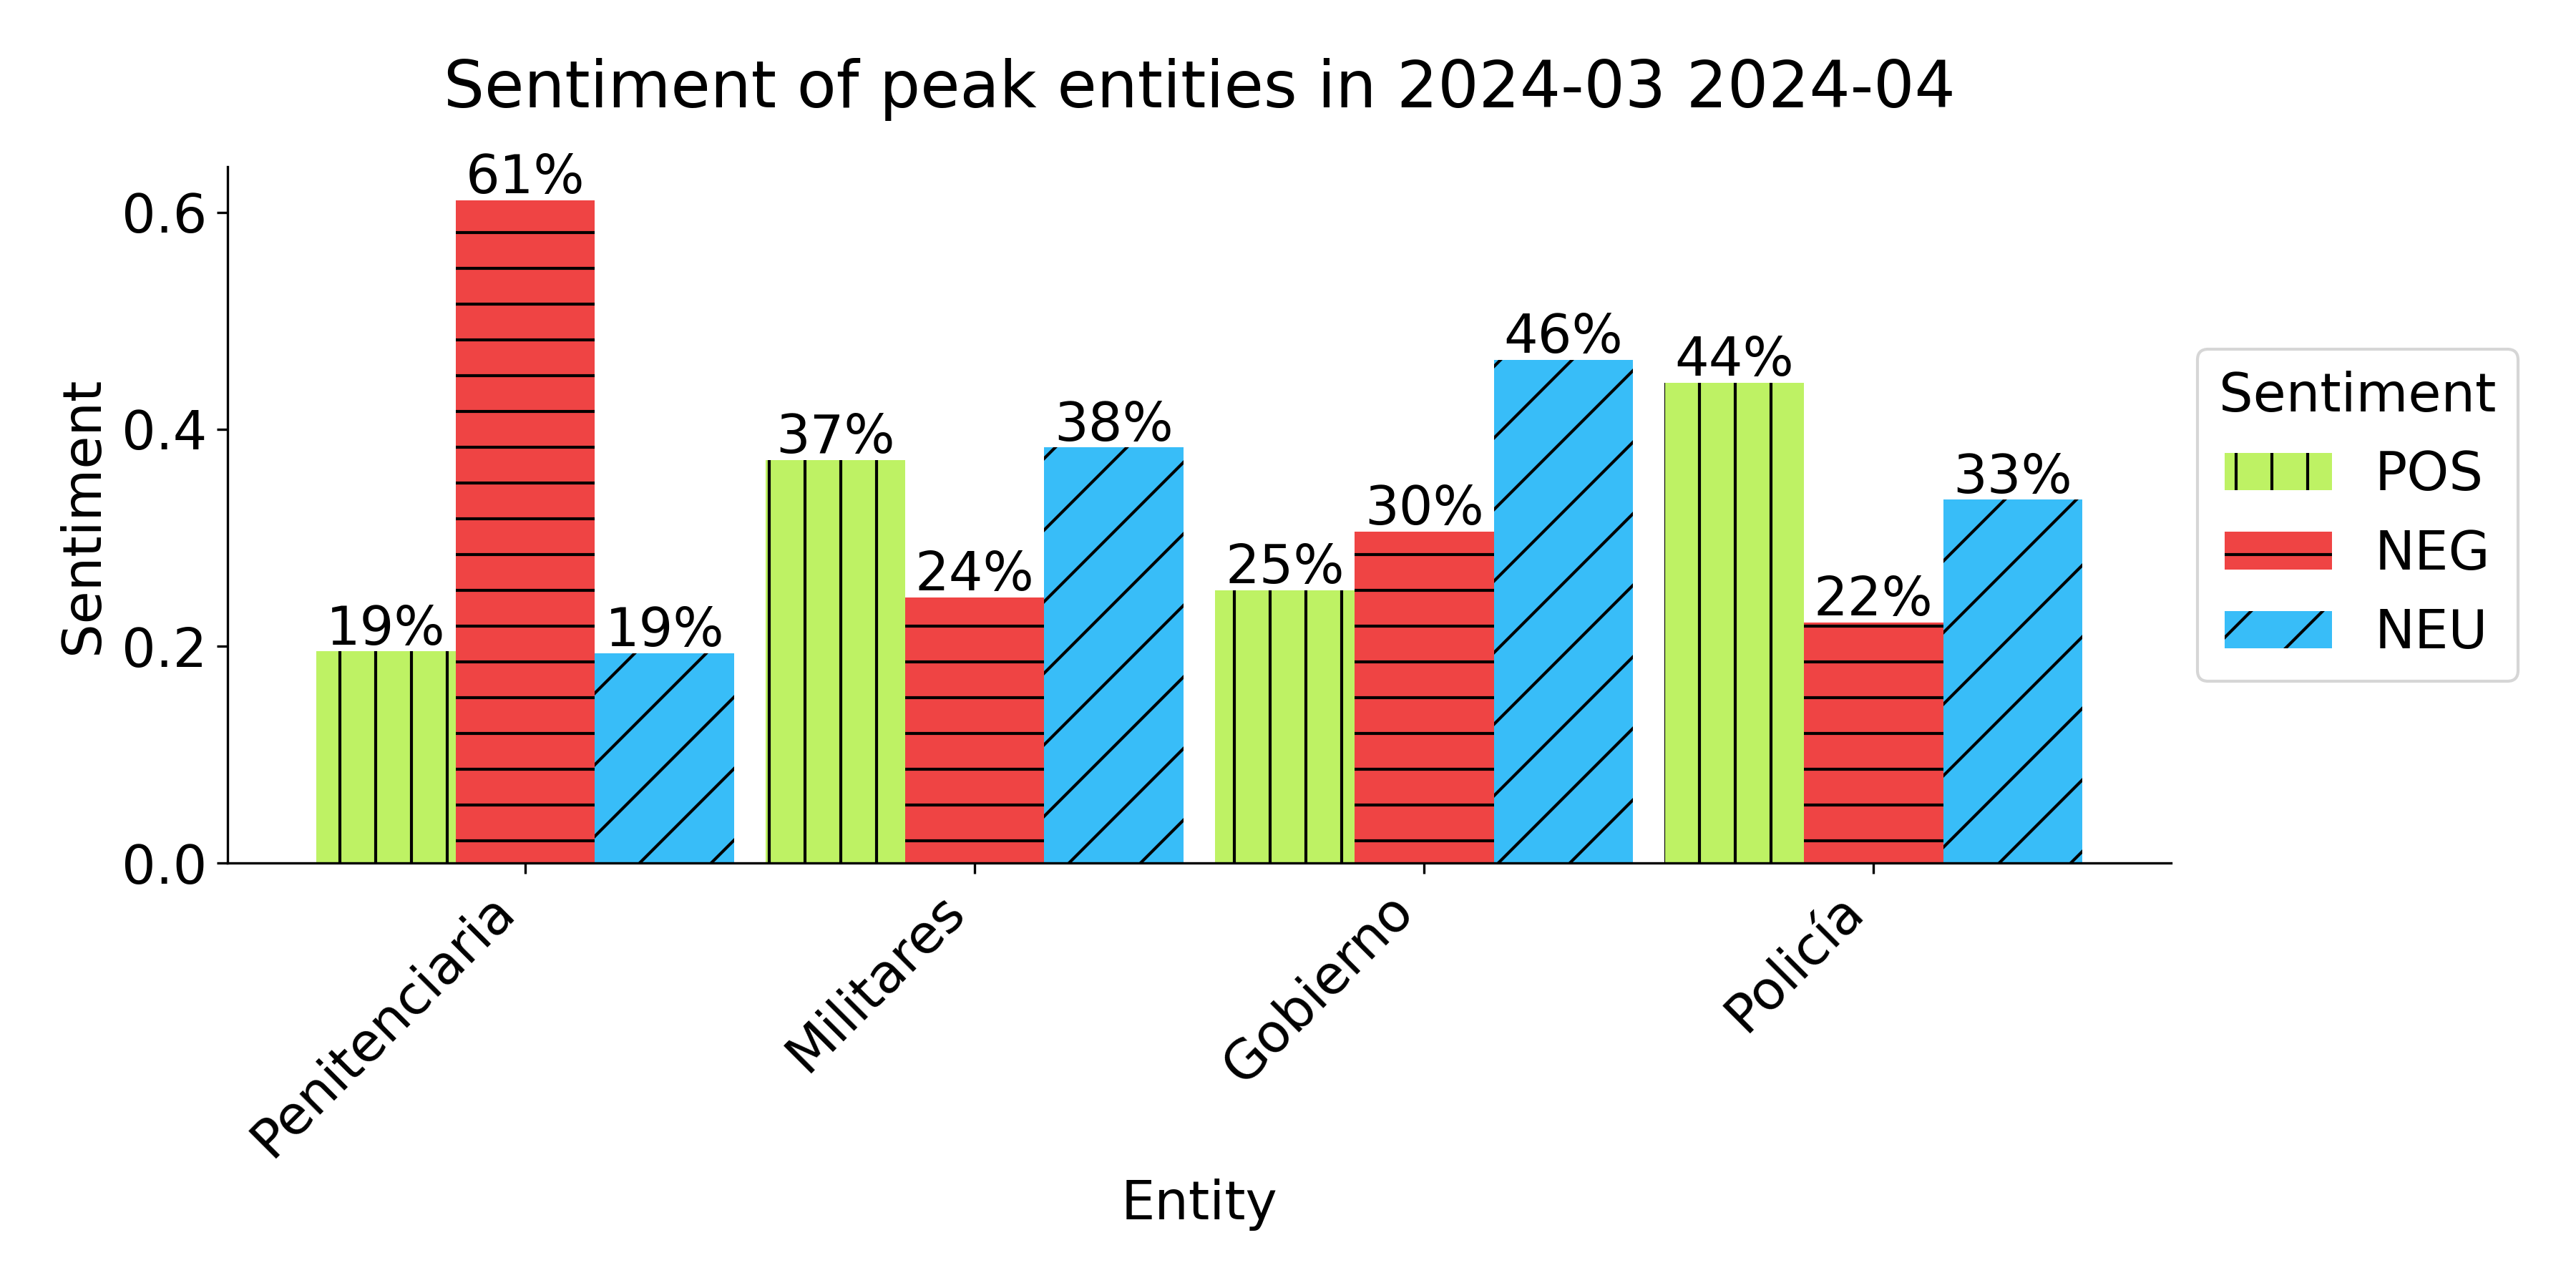 Sentiment of peak entities in 2024-03 2024-04
Sentiment
0.6
0.4
0.2
0.0
19%
61%
19%
37%
24%
38%
25%
30%
46%
44%
22%
33%
Penitenciaria
Militares
Gobierno
Policía
Entity
Sentiment
POS
NEG
NEU